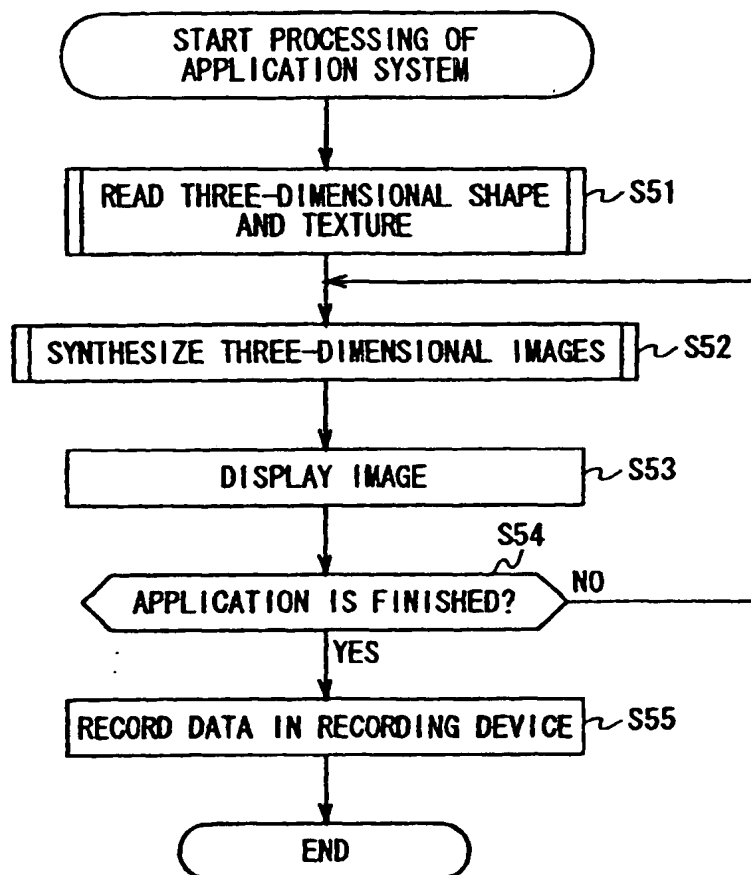 START PROCESSING OF
APPLICATION SYSTEM
READ THREE-DIMENSIONAL SHAPE
AND TEXTURE
S51
SYNTHESIZE THREE-DIMENSIONAL IMAGES
S52
DISPLAY IMAGE
S53
S54
APPLICATION IS FINISHED?
NO
YES
RECORD DATA IN RECORDING DEVICE
S55
END